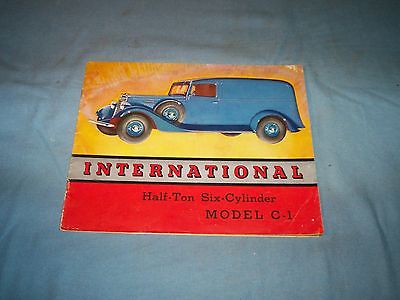 INTERNATIONAL
Half-Ton Six-Cylinder
MODEL C-1